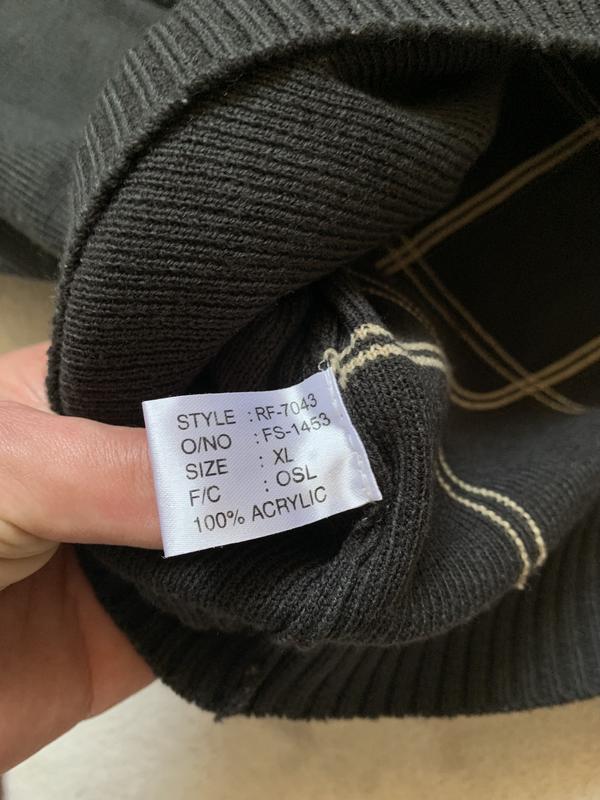 STYLE : RF-7043
O/NO : FS-1453
SIZE : XL
F/C : OSL
100% ACRYLIC